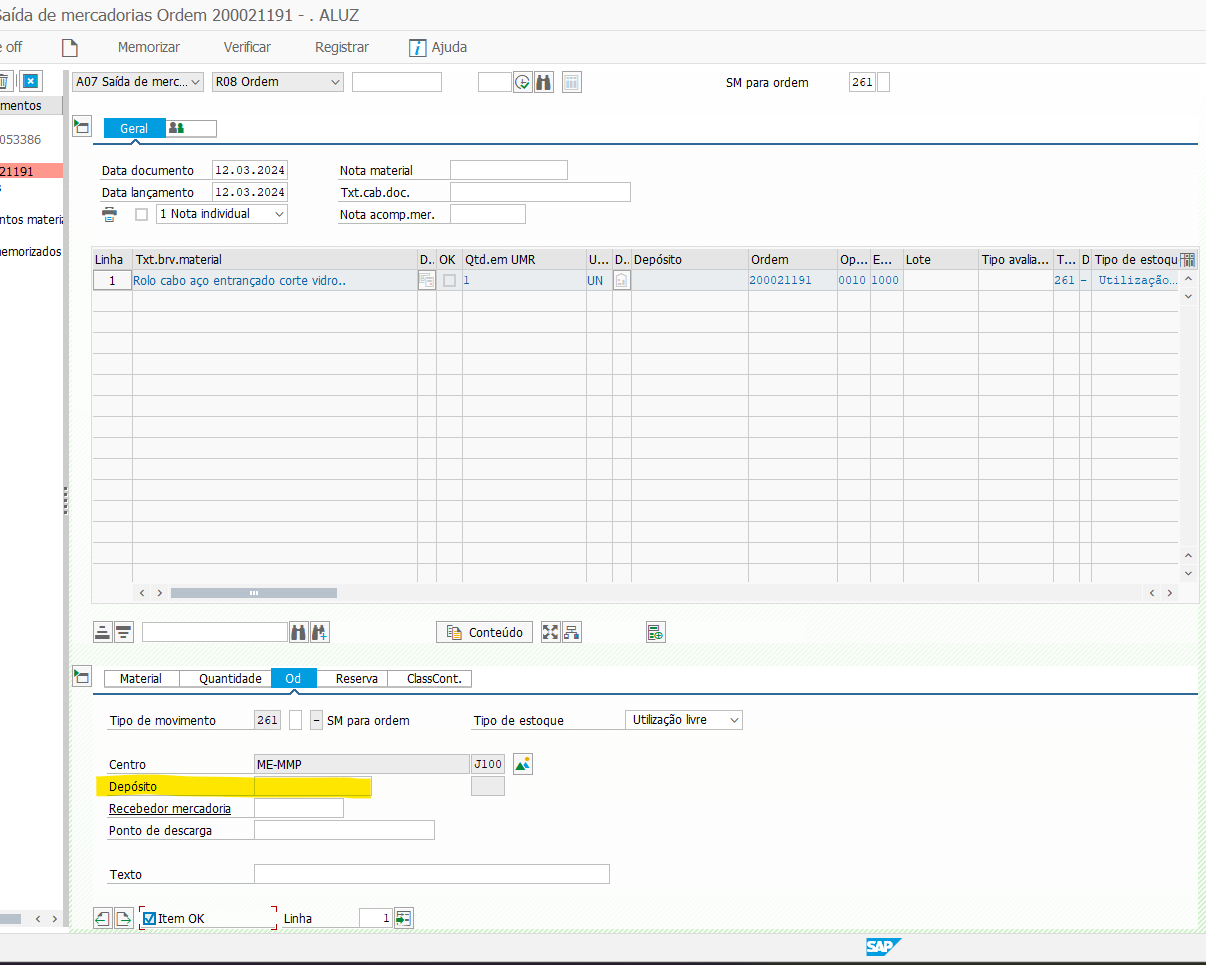 Saída de mercadorias Ordem 200021191 - . ALUZ
e off Memorizar Verificar Registrar i Ajuda
A07 Saída de merc... R08 Ordem SM para ordem 261
mentos
Geral
053386
21191
Data documento 12.03.2024 Nota material
Data lançamento 12.03.2024 Txt.cab.doc.
1 Nota individual Nota acomp.mer.
ntos materia
emorizados
Linha Txt.brv.material D.. OK Qtd.em UMR U... D.. Depósito Ordem Op... E... Lote Tipo avalia... T... D Tipo de estoqu
1 Rolo cabo aço entrançado corte vidro.. 1 UN 200021191 0010 1000 261 - Utilização...
Conteúdo
Material Quantidade Od Reserva ClassCont.
Tipo de movimento 261 - SM para ordem Tipo de estoque Utilização livre
Centro ME-MMP J100
Depósito
Recebedor mercadoria
Ponto de descarga
Texto
Item OK Linha 1
SAP